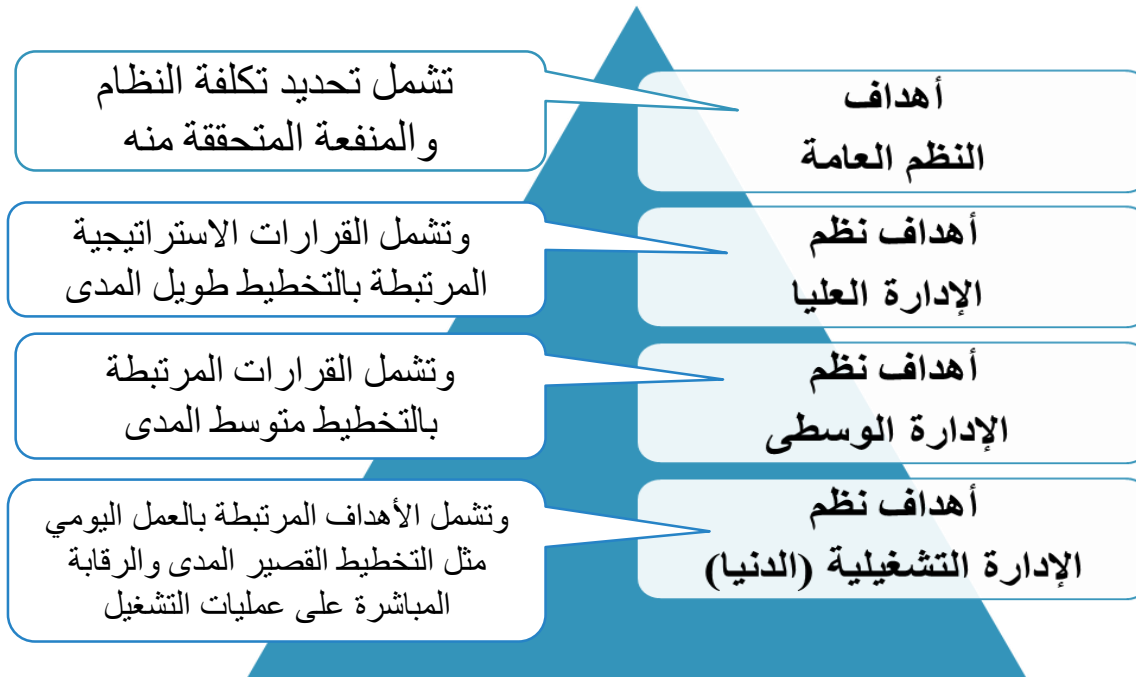 أهداف
النظم العامة
تشمل تحديد تكلفة النظام
والمنفعة المتحققة منه
أهداف نظم
الإدارة العليا
وتشمل القرارات الاستراتيجية
المرتبطة بالتخطيط طويل المدى
أهداف نظم
الإدارة الوسطى
وتشمل القرارات المرتبطة
بالتخطيط متوسط المدى
أهداف نظم
الإدارة التشغيلية (الدنيا)
وتشمل الأهداف المرتبطة بالعمل اليومي
مثل التخطيط القصير المدى والرقابة
المباشرة على عمليات التشغيل